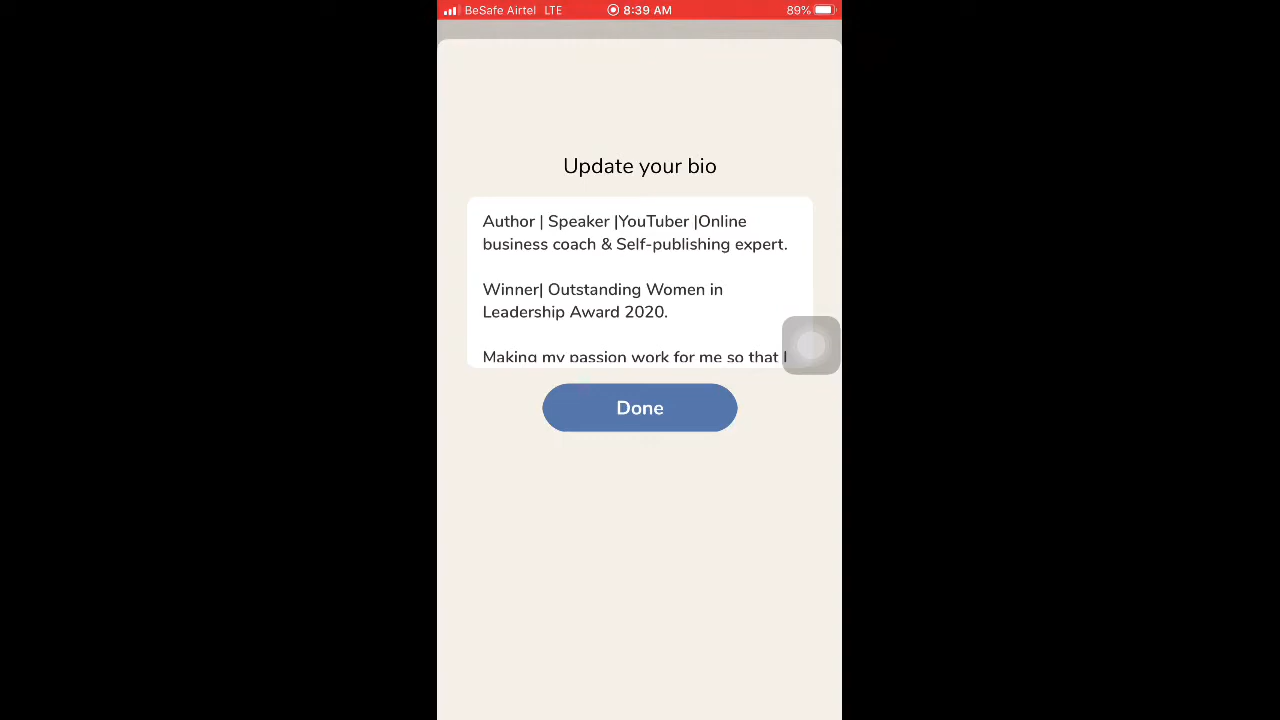 BeSafe Airtel LTE 8:39 AM 89%
Update your bio
Author | Speaker |YouTuber |Online
business coach & Self-publishing expert.
Winner| Outstanding Women in
Leadership Award 2020.
Making my passion work for me so that I
Done